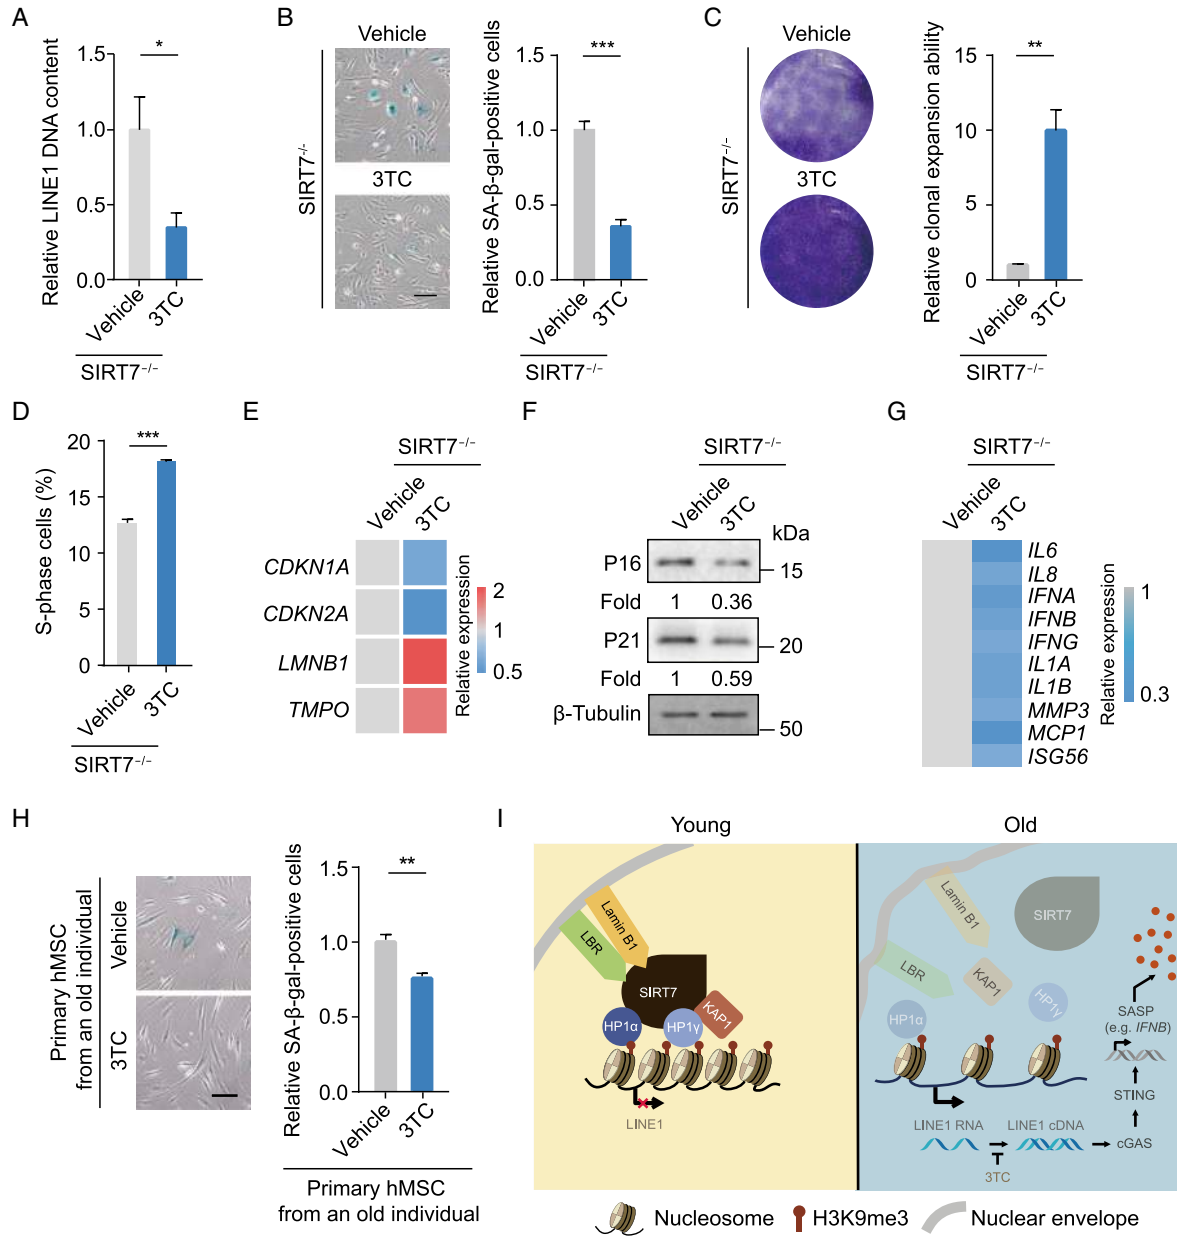 A
Relative LINE1 DNA content
1.5
1.0
0.5
0.0
*
Vehicle
3TC
SIRT7⁻/⁻
B
SIRT7⁻/⁻
Vehicle
3TC
Relative SA-β-gal-positive cells
1.5
1.0
0.5
0.0
***
Vehicle
3TC
SIRT7⁻/⁻
C
SIRT7⁻/⁻
Vehicle
3TC
Relative clonal expansion ability
15
10
5
0
**
Vehicle
3TC
SIRT7⁻/⁻
D
S-phase cells (%)
20
15
10
5
0
***
Vehicle
3TC
SIRT7⁻/⁻
E
SIRT7⁻/⁻
Vehicle
3TC
CDKN1A
CDKN2A
LMNB1
TMPO
Relative expression
2
1
0.5
F
SIRT7⁻/⁻
Vehicle
3TC
kDa
P16
15
Fold 1 0.36
P21
20
Fold 1 0.59
β-Tubulin
50
G
SIRT7⁻/⁻
Vehicle
3TC
IL6
IL8
IFNA
IFNB
IFNG
IL1A
IL1B
MMP3
MCP1
ISG56
Relative expression
1
0.3
H
Primary hMSC
from an old individual
Vehicle
3TC
Relative SA-β-gal-positive cells
1.5
1.0
0.5
0.0
**
Vehicle
3TC
Primary hMSC
from an old individual
I
Young
Old
Lamin B1
LBR
SIRT7
KAP1
HP1α
HP1γ
LINE1
Lamin B1
SIRT7
LBR
KAP1
HP1γ
HP1α
SASP
(e.g. IFNB)
STING
cGAS
LINE1 RNA
LINE1 cDNA
3TC
Nucleosome
H3K9me3
Nuclear envelope